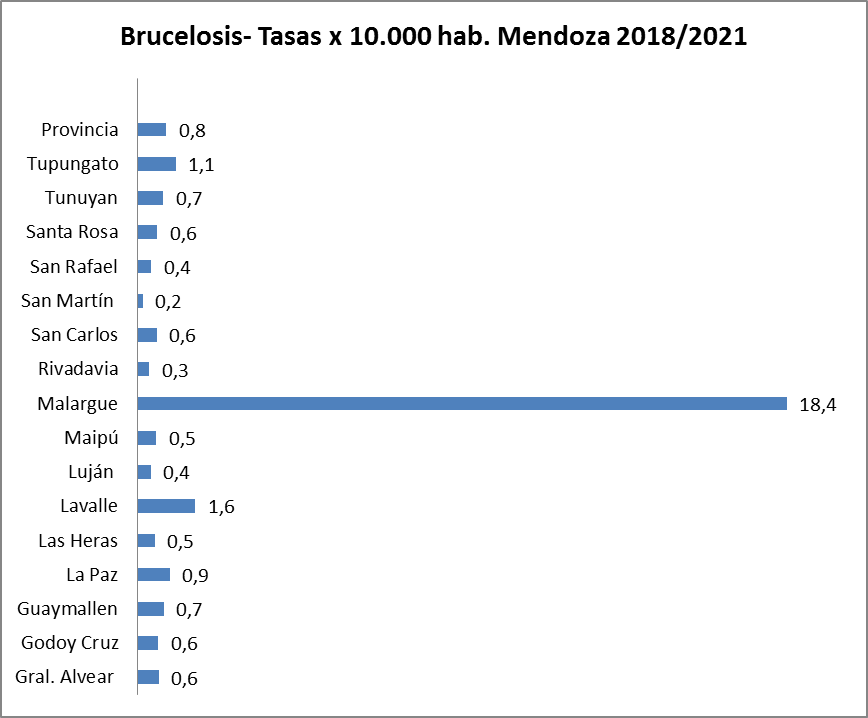 Brucelosis- Tasas x 10.000 hab. Mendoza 2018/2021
Provincia 0,8
Tupungato 1,1
Tunuyan 0,7
Santa Rosa 0,6
San Rafael 0,4
San Martín 0,2
San Carlos 0,6
Rivadavia 0,3
Malargue 18,4
Maipú 0,5
Luján 0,4
Lavalle 1,6
Las Heras 0,5
La Paz 0,9
Guaymallen 0,7
Godoy Cruz 0,6
Gral. Alvear 0,6